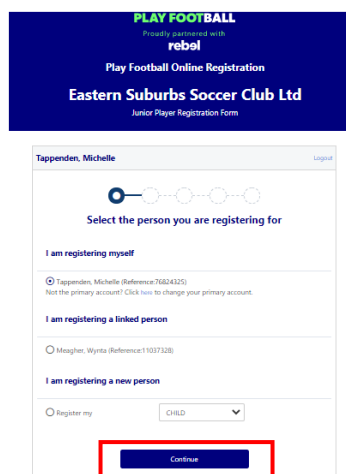 PLAY FOOTBALL
Proudly partnered with
rebel
Play Football Online Registration
Eastern Suburbs Soccer Club Ltd
Junior Player Registration Form
Tappenden, Michelle
Logout
Select the person you are registering for
I am registering myself
Tappenden, Michelle (Reference:76824325)
Not the primary account? Click here to change your primary account.
I am registering a linked person
Meagher, Wynta (Reference:11037328)
I am registering a new person
Register my CHILD
Continue